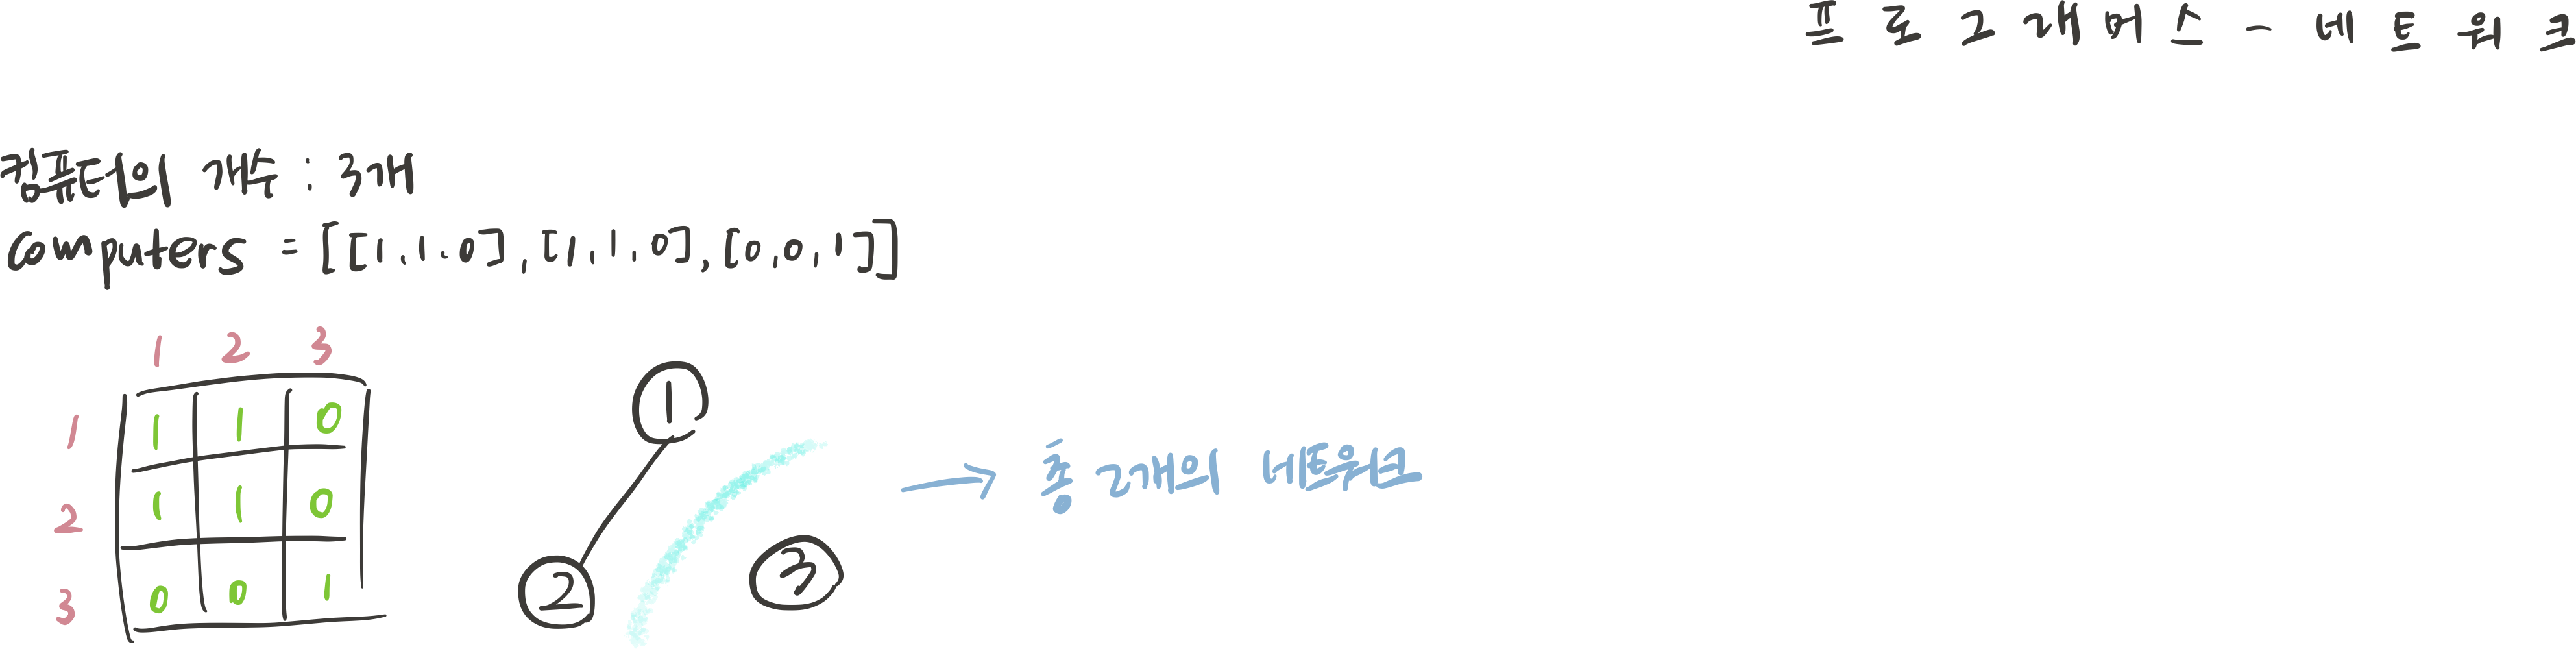 프로그래머스 - 네트워크
컴퓨터의 개수 : 3개
computers = [[1.1.0],[1,1.0],[0,0,1]]
1 2 3
1 1 1 0
2 1 1 0
3 0 0 1
1
2
3
→ 총 2개의 네트워크